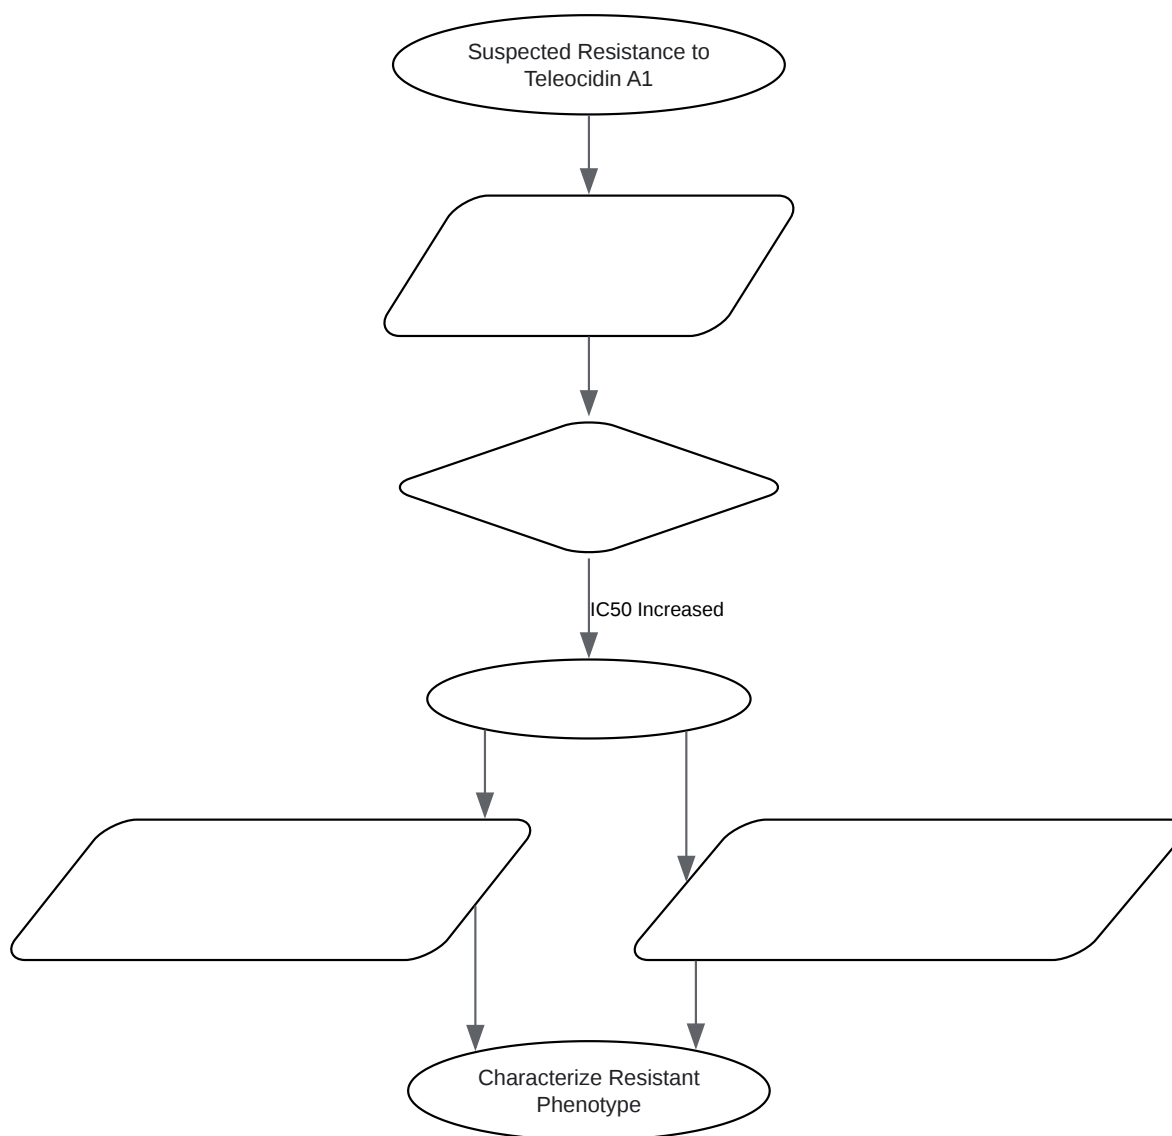 Suspected Resistance to
Teleocidin A1
IC50 Increased
Characterize Resistant
Phenotype